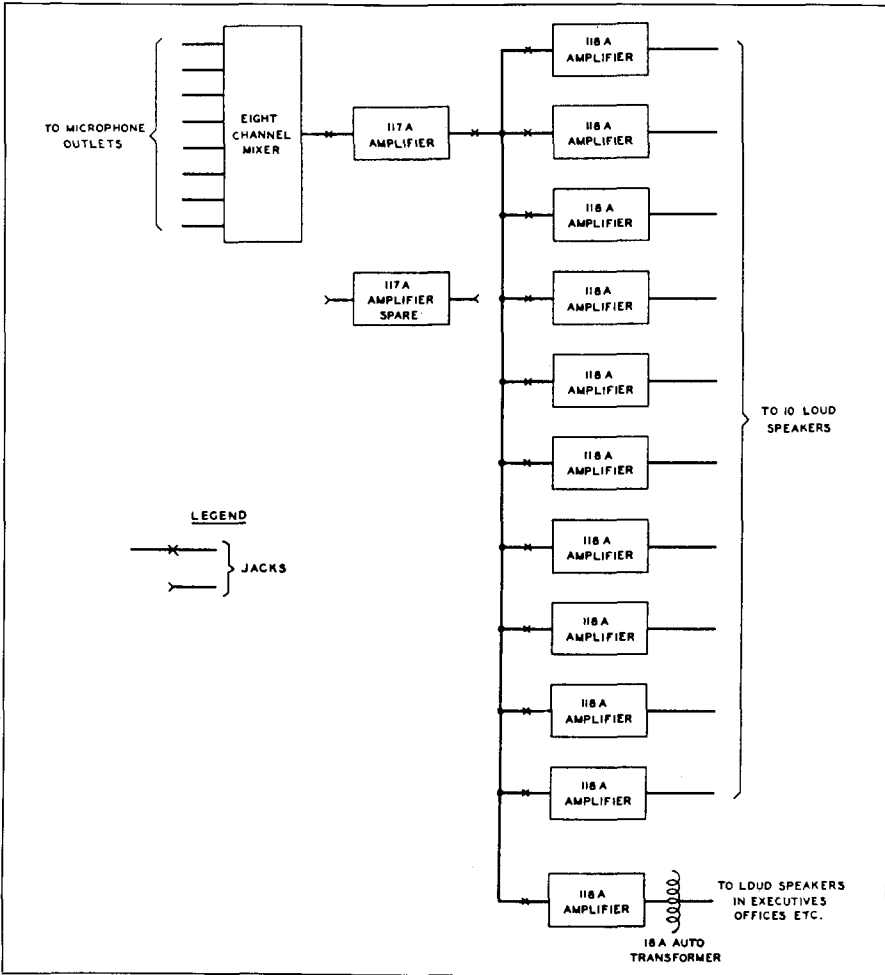 TO MICROPHONE
OUTLETS
EIGHT
CHANNEL
MIXER
117A
AMPLIFIER
117A
AMPLIFIER
SPARE
118A
AMPLIFIER
118A
AMPLIFIER
118A
AMPLIFIER
118A
AMPLIFIER
118A
AMPLIFIER
118A
AMPLIFIER
118A
AMPLIFIER
118A
AMPLIFIER
118A
AMPLIFIER
118A
AMPLIFIER
TO 10 LOUD
SPEAKERS
LEGEND
JACKS
118A
AMPLIFIER
18A AUTO
TRANSFORMER
TO LOUD SPEAKERS
IN EXECUTIVES
OFFICES ETC.